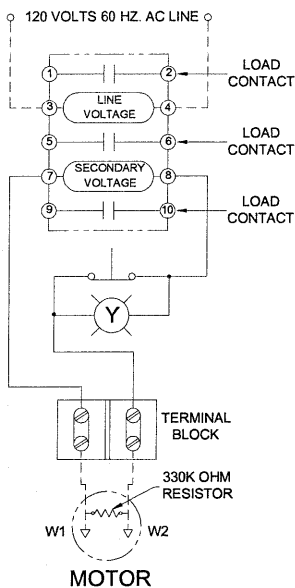 120 VOLTS 60 HZ. AC LINE
1
2
LOAD
CONTACT
3
LINE
VOLTAGE
4
5
6
LOAD
CONTACT
7
SECONDARY
VOLTAGE
8
9
10
LOAD
CONTACT
Y
TERMINAL
BLOCK
330K OHM
RESISTOR
W1
W2
MOTOR